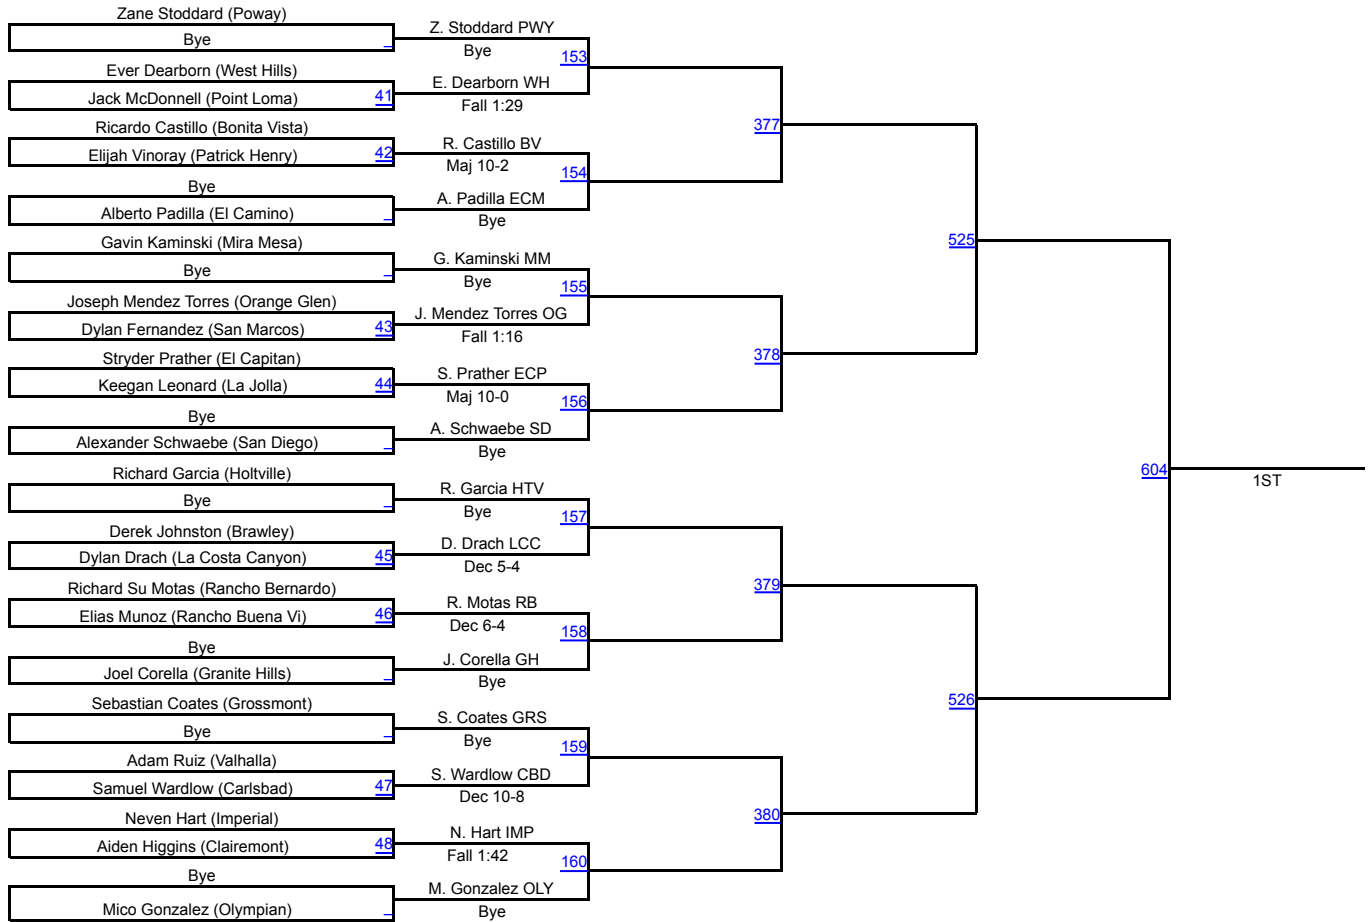 Zane Stoddard (Poway)
Bye
Ever Dearborn (West Hills)
Jack McDonnell (Point Loma)
41
Ricardo Castillo (Bonita Vista)
Elijah Vinoray (Patrick Henry)
42
Bye
Alberto Padilla (El Camino)
Gavin Kaminski (Mira Mesa)
Bye
Joseph Mendez Torres (Orange Glen)
Dylan Fernandez (San Marcos)
43
Stryder Prather (El Capitan)
Keegan Leonard (La Jolla)
44
Bye
Alexander Schwaebe (San Diego)
Richard Garcia (Holtville)
Bye
Derek Johnston (Brawley)
Dylan Drach (La Costa Canyon)
45
Richard Su Motas (Rancho Bernardo)
Elias Munoz (Rancho Buena Vi)
46
Bye
Joel Corella (Granite Hills)
Sebastian Coates (Grossmont)
Bye
Adam Ruiz (Valhalla)
Samuel Wardlow (Carlsbad)
47
Neven Hart (Imperial)
Aiden Higgins (Clairemont)
48
Bye
Mico Gonzalez (Olympian)
Z. Stoddard PWY
Bye
153
E. Dearborn WH
Fall 1:29
R. Castillo BV
Maj 10-2
154
A. Padilla ECM
Bye
G. Kaminski MM
Bye
155
J. Mendez Torres OG
Fall 1:16
S. Prather ECP
Maj 10-0
156
A. Schwaebe SD
Bye
R. Garcia HTV
Bye
157
D. Drach LCC
Dec 5-4
R. Motas RB
Dec 6-4
158
J. Corella GH
Bye
S. Coates GRS
Bye
159
S. Wardlow CBD
Dec 10-8
N. Hart IMP
Fall 1:42
160
M. Gonzalez OLY
Bye
377
378
379
380
525
526
604
1ST